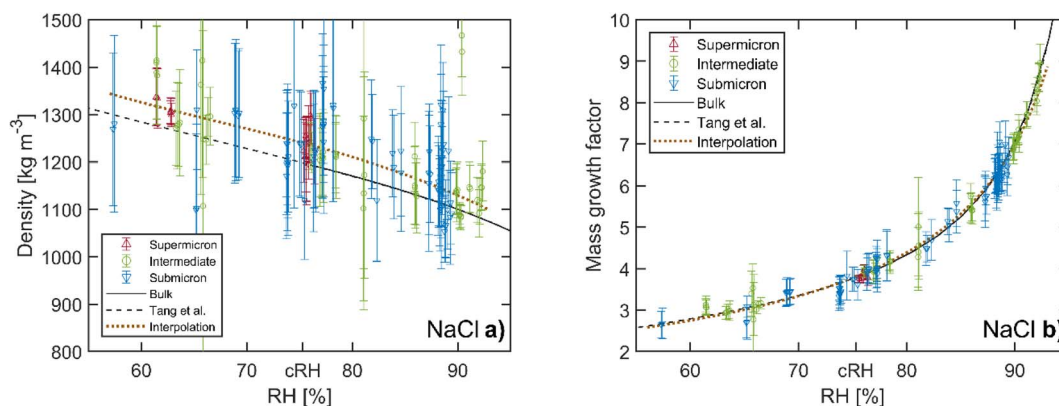 1500
1400
1300
1200
1100
1000
900
800
Density [kg m-3]
Supermicron
Intermediate
Submicron
Bulk
Tang et al.
Interpolation
NaCl a)
60
70
cRH
80
90
RH [%]
10
9
8
7
6
5
4
3
2
Mass growth factor
Supermicron
Intermediate
Submicron
Bulk
Tang et al.
Interpolation
NaCl b)
60
70
cRH
80
90
RH [%]